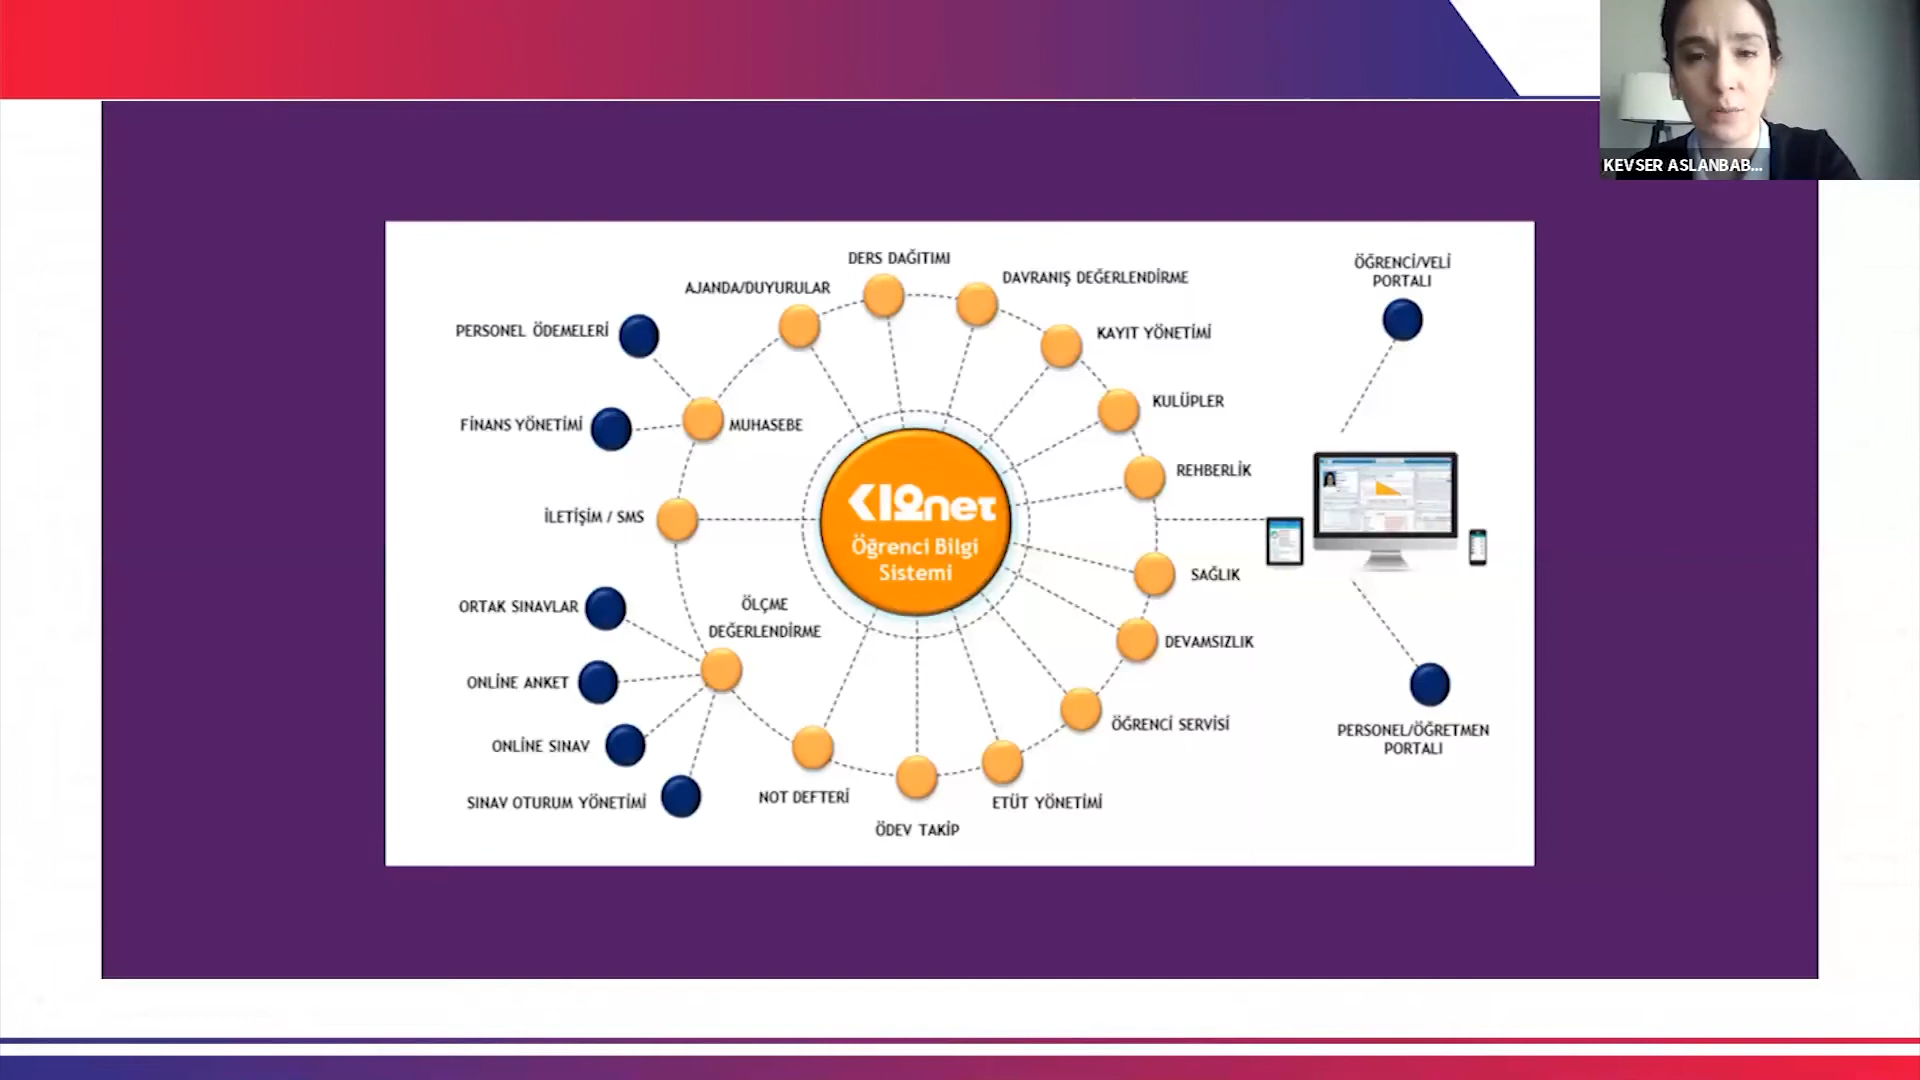 KEVSER ASLANBAB...
DERS DAĞITIMI
ÖĞRENCİ/VELİ
PORTALI
DAVRANIŞ DEĞERLENDİRME
AJANDA/DUYURULAR
PERSONEL ÖDEMELERİ
KAYIT YÖNETİMİ
KULÜPLER
FİNANS YÖNETİMİ
MUHASEBE
REHBERLİK
K12net
Öğrenci Bilgi
Sistemi
İLETİŞİM / SMS
SAĞLIK
ORTAK SINAVLAR
ÖLÇME
DEĞERLENDİRME
DEVAMSIZLIK
ONLİNE ANKET
ÖĞRENCİ SERVİSİ
PERSONEL/ÖĞRETMEN
PORTALI
ONLİNE SINAV
SINAV OTURUM YÖNETİMİ
NOT DEFTERİ
ETÜT YÖNETİMİ
ÖDEV TAKİP